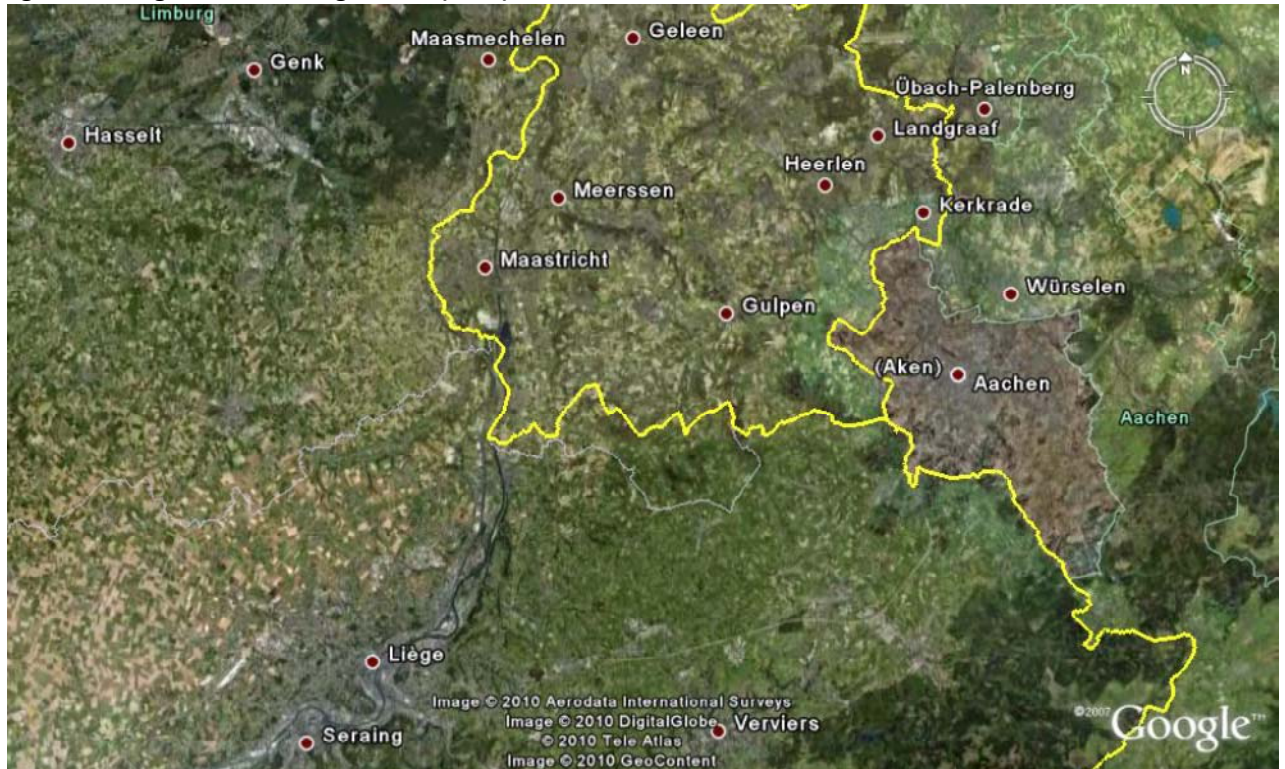 Limburg
Geleen
Maasmechelen
Genk
Übach-Palenberg
N
Hasselt
Landgraaf
Heerlen
Meerssen
Kerkrade
Maastricht
Würselen
Gulpen
(Aken)
Aachen
Aachen
Liège
Image © 2010 Aerodata International Surveys
Image © 2010 DigitalGlobe
Verviers
© 2010 Tele Atlas
Image © 2010 GeoContent
Seraing
©2007 Google™